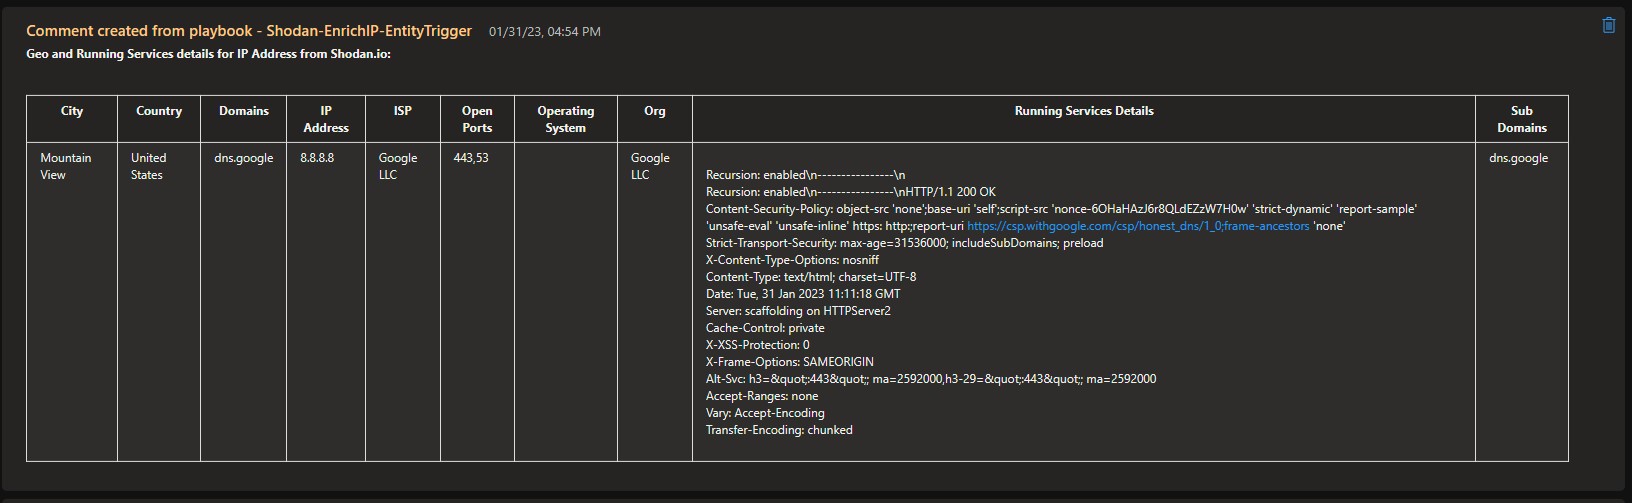 Comment created from playbook - Shodan-EnrichIP-EntityTrigger 01/31/23, 04:54 PM
Geo and Running Services details for IP Address from Shodan.io:
City Country Domains IP Address ISP Open Ports Operating System Org Running Services Details Sub Domains
Mountain View
United States
dns.google
8.8.8.8
Google LLC
443,53
Google LLC
Recursion: enabled\n----------------\n
Recursion: enabled\n----------------\nHTTP/1.1 200 OK
Content-Security-Policy: object-src 'none';base-uri 'self';script-src 'nonce-6OHaHAzJ6r8QLdEZzW7H0w' 'strict-dynamic' 'report-sample'
'unsafe-eval' 'unsafe-inline' https: http:;report-uri https://csp.withgoogle.com/csp/honest_dns/1_0;frame-ancestors 'none'
Strict-Transport-Security: max-age=31536000; includeSubDomains; preload
X-Content-Type-Options: nosniff
Content-Type: text/html; charset=UTF-8
Date: Tue, 31 Jan 2023 11:11:18 GMT
Server: scaffolding on HTTPServer2
Cache-Control: private
X-XSS-Protection: 0
X-Frame-Options: SAMEORIGIN
Alt-Svc: h3=&quot;:443&quot;; ma=2592000,h3-29=&quot;:443&quot;; ma=2592000
Accept-Ranges: none
Vary: Accept-Encoding
Transfer-Encoding: chunked
dns.google